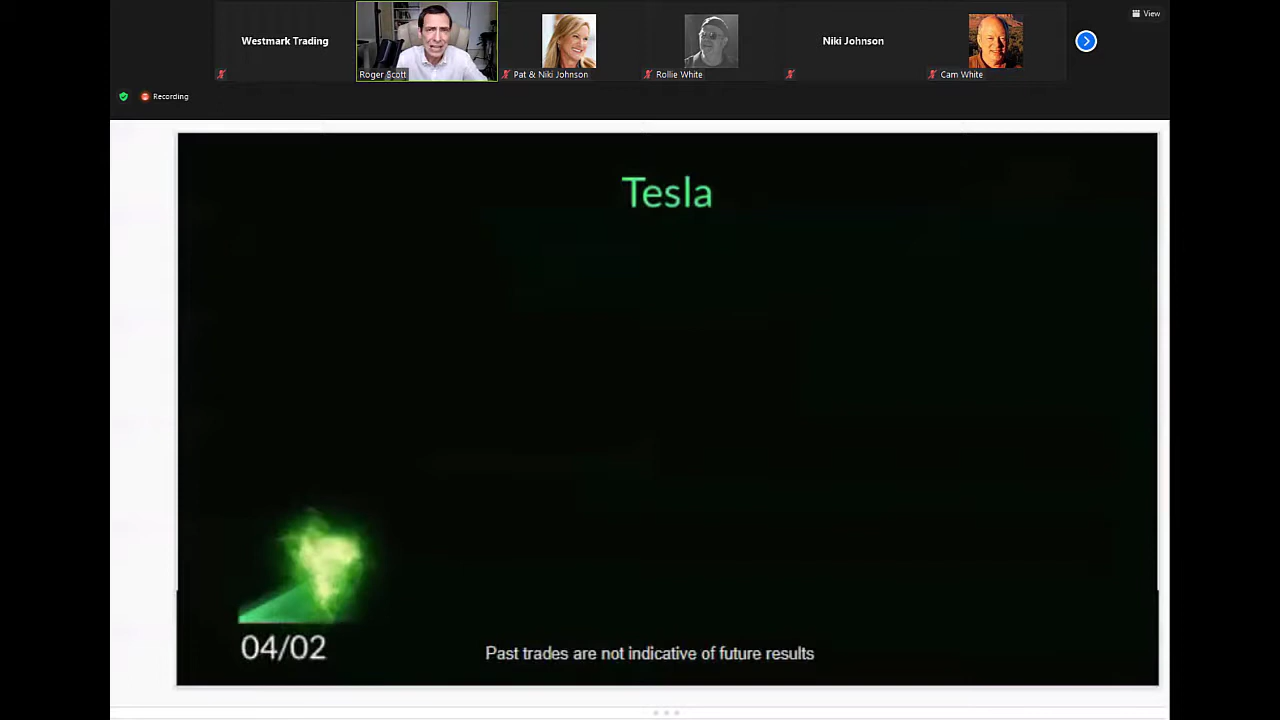 View
Westmark Trading
Niki Johnson
Roger Scott
Pat & Niki Johnson
Rollie White
Cam White
Recording
Tesla
04/02
Past trades are not indicative of future results